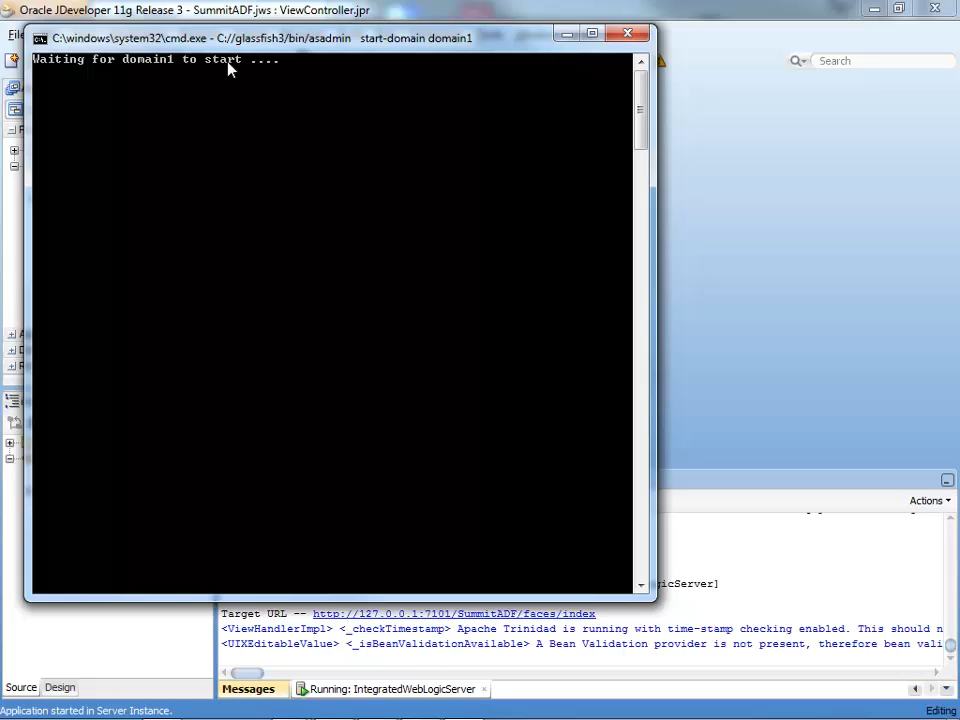 Oracle JDeveloper 11g Release 3 - SummitADF.jws : ViewController.jpr
C:\windows\system32\cmd.exe - C://glassfish3/bin/asadmin start-domain domain1
Waiting for domain1 to start ....
Search
Actions
icServer]
Target URL -- http://127.0.0.1:7101/SummitADF/faces/index
<ViewHandlerImpl> <_checkTimestamp> Apache Trinidad is running with time-stamp checking enabled. This should n
<UIXEditableValue> <_isBeanValidationAvailable> A Bean Validation provider is not present, therefore bean vali
Source Design
Messages Running: IntegratedWebLogicServer
Application started in Server Instance.
Editing